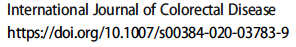 International Journal of Colorectal Disease
https://doi.org/10.1007/s00384-020-03783-9